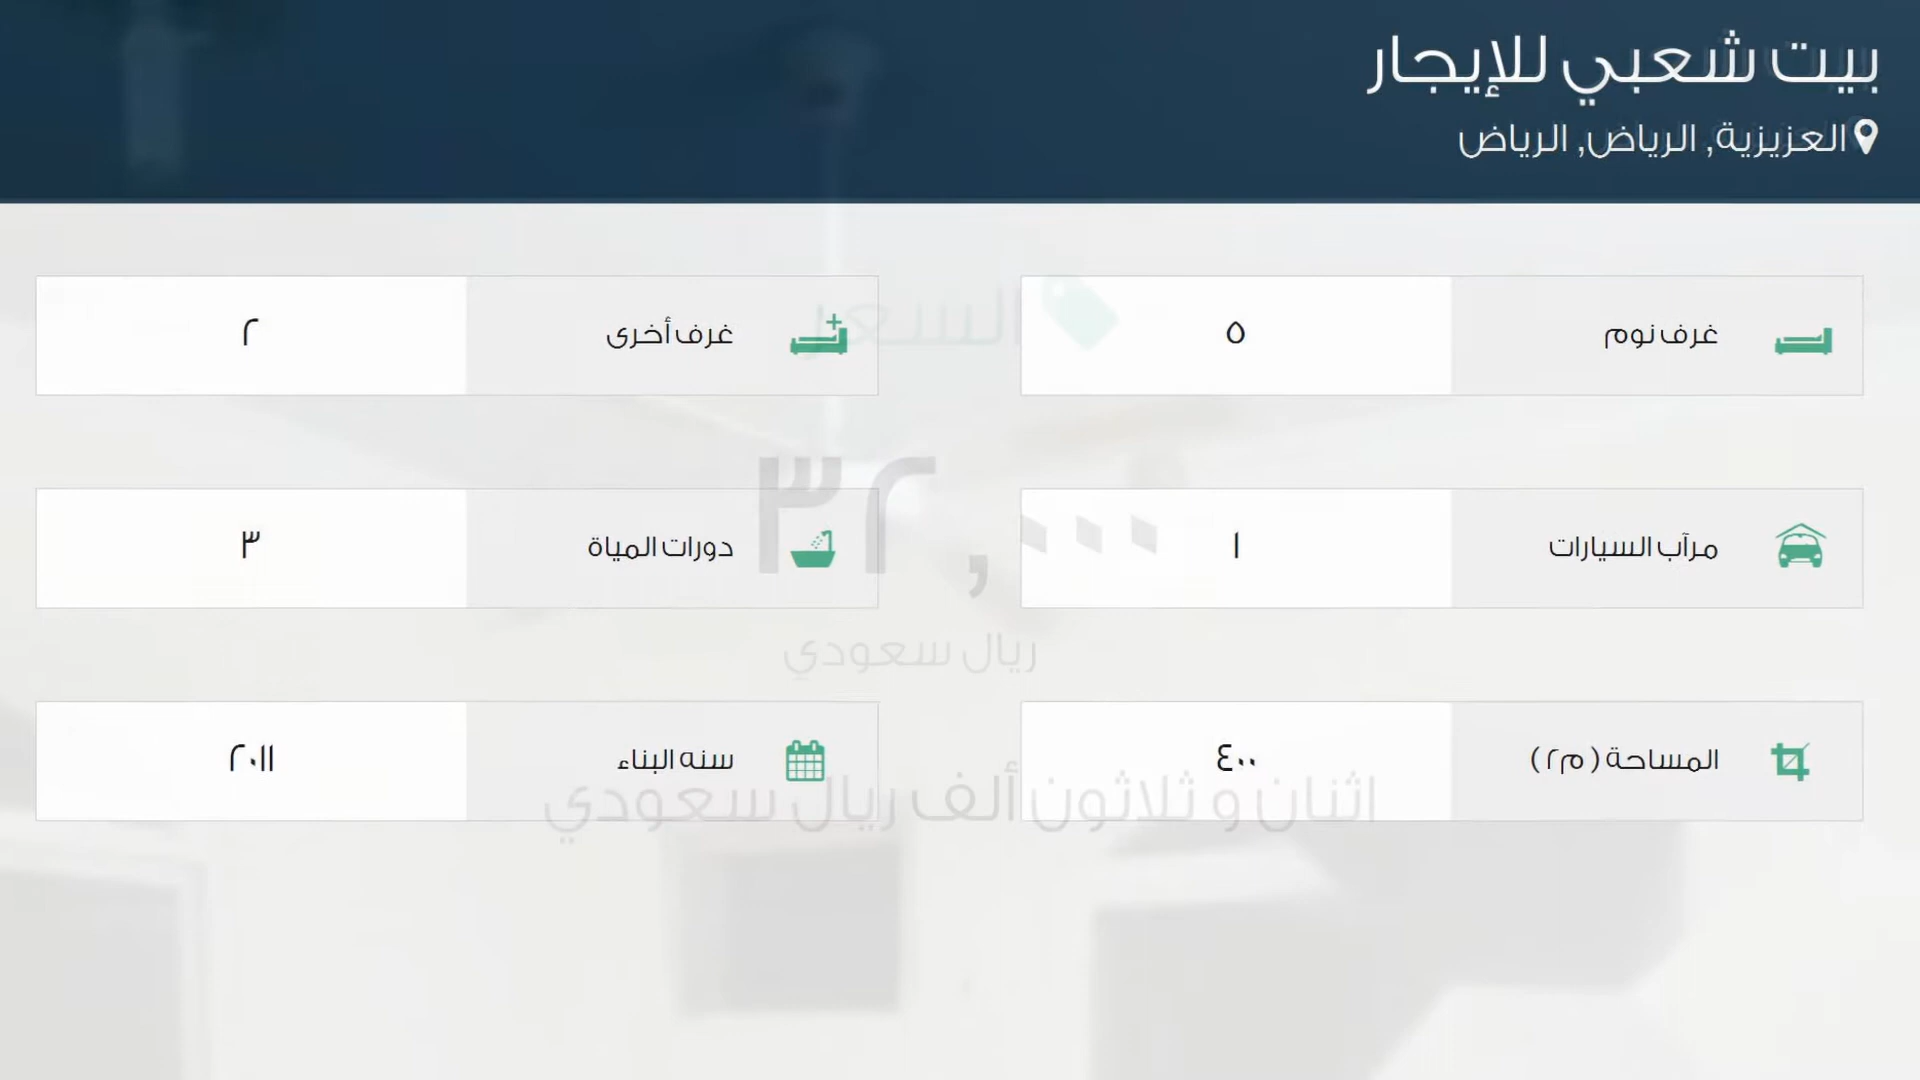 بيت شعبي للإيجار
العزيزية, الرياض, الرياض
السعر
غرف نوم ٥
غرف أخرى ٢
٣٢,٠٠٠
مرآب السيارات ١
دورات المياة ٣
ريال سعودي
المساحة (م٢) ٤٠٠
سنه البناء ٢٠١١
اثنان و ثلاثون ألف ريال سعودي